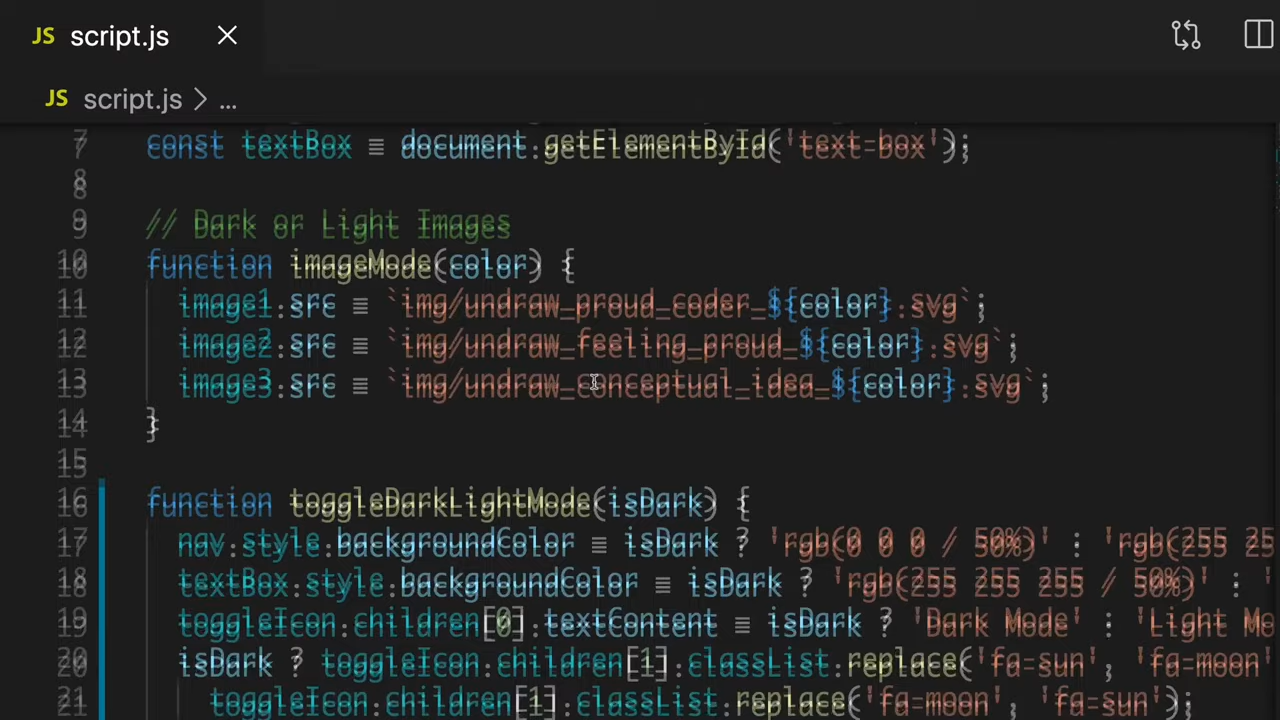 JS script.js
JS script.js > ...
7 const textBox = document.getElementById('text-box');
8
9 // Dark or Light Images
10 function imageMode(color) {
11 image1.src = `img/undraw_proud_coder_${color}.svg`;
12 image2.src = `img/undraw_feeling_proud_${color}.svg`;
13 image3.src = `img/undraw_conceptual_idea_${color}.svg`;
14 }
15
16 function toggleDarkLightMode(isDark) {
17 nav.style.backgroundColor = isDark ? 'rgb(0 0 0 / 50%)' : 'rgb(255 25
18 textBox.style.backgroundColor = isDark ? 'rgb(255 255 255 / 50%)' : '
19 toggleIcon.children[0].textContent = isDark ? 'Dark Mode' : 'Light Mo
20 isDark ? toggleIcon.children[1].classList.replace('fa-sun', 'fa-moon'
21 toggleIcon.children[1].classList.replace('fa-moon', 'fa-sun');